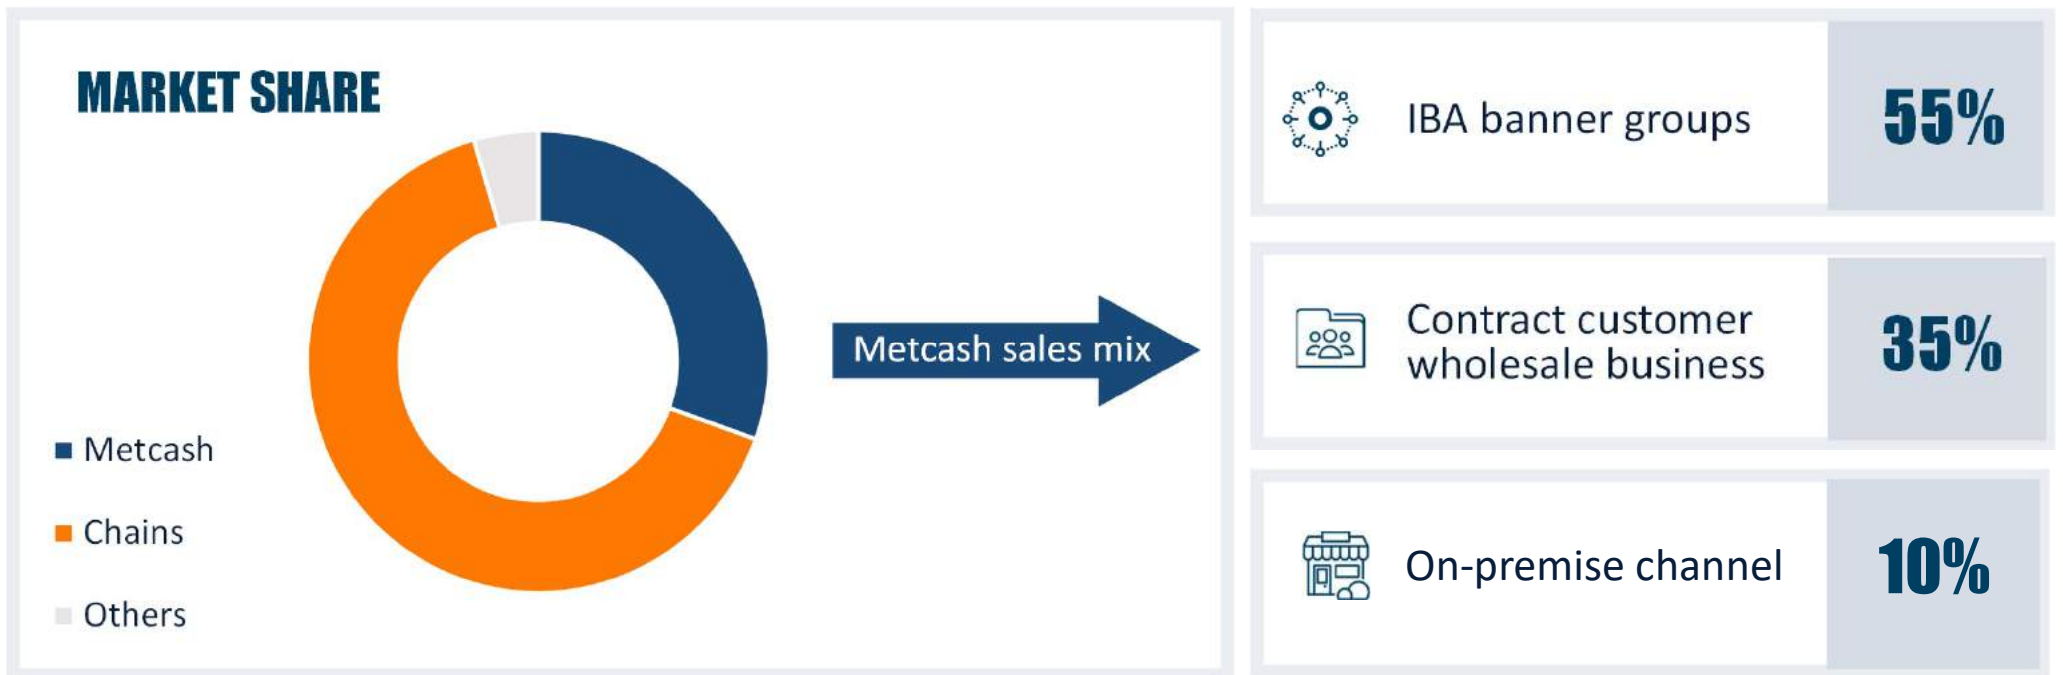 MARKET SHARE
Metcash
Chains
Others
Metcash sales mix
IBA banner groups
55%
Contract customer
wholesale business
35%
On-premise channel
10%